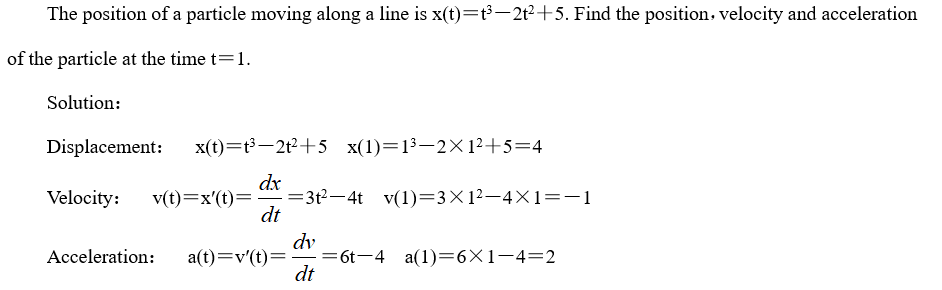 The position of a particle moving along a line is x(t)=t³−2t²+5. Find the position, velocity and acceleration
of the particle at the time t=1.
Solution:
Displacement: x(t)=t³−2t²+5 x(1)=1³−2×1²+5=4
Velocity: v(t)=x′(t)=dx/dt=3t²−4t v(1)=3×1²−4×1=−1
Acceleration: a(t)=v′(t)=dv/dt=6t−4 a(1)=6×1−4=2